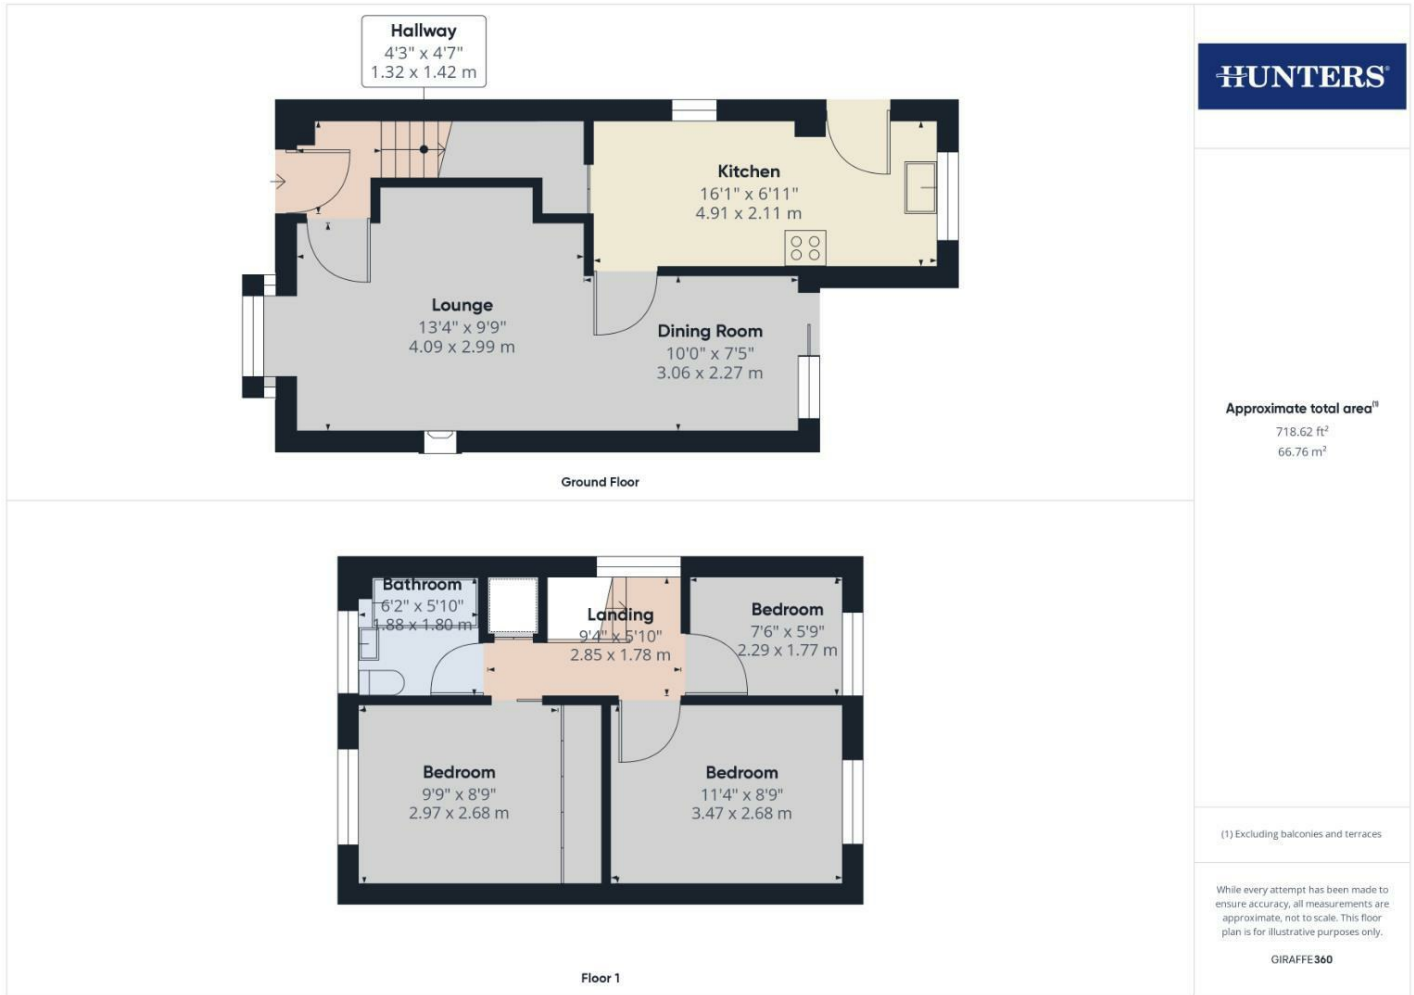 Hallway
4'3" x 4'7"
1.32 x 1.42 m
Kitchen
16'1" x 6'11"
4.91 x 2.11 m
Lounge
13'4" x 9'9"
4.09 x 2.99 m
Dining Room
10'0" x 7'5"
3.06 x 2.27 m
Ground Floor
Bathroom
6'2" x 5'10"
1.88 x 1.80 m
Landing
9'4" x 5'10"
2.85 x 1.78 m
Bedroom
7'6" x 5'9"
2.29 x 1.77 m
Bedroom
9'9" x 8'9"
2.97 x 2.68 m
Bedroom
11'4" x 8'9"
3.47 x 2.68 m
Floor 1
HUNTERS®
Approximate total area⁽¹⁾
718.62 ft²
66.76 m²
(1) Excluding balconies and terraces
While every attempt has been made to
ensure accuracy, all measurements are
approximate, not to scale. This floor
plan is for illustrative purposes only.
GIRAFFE360